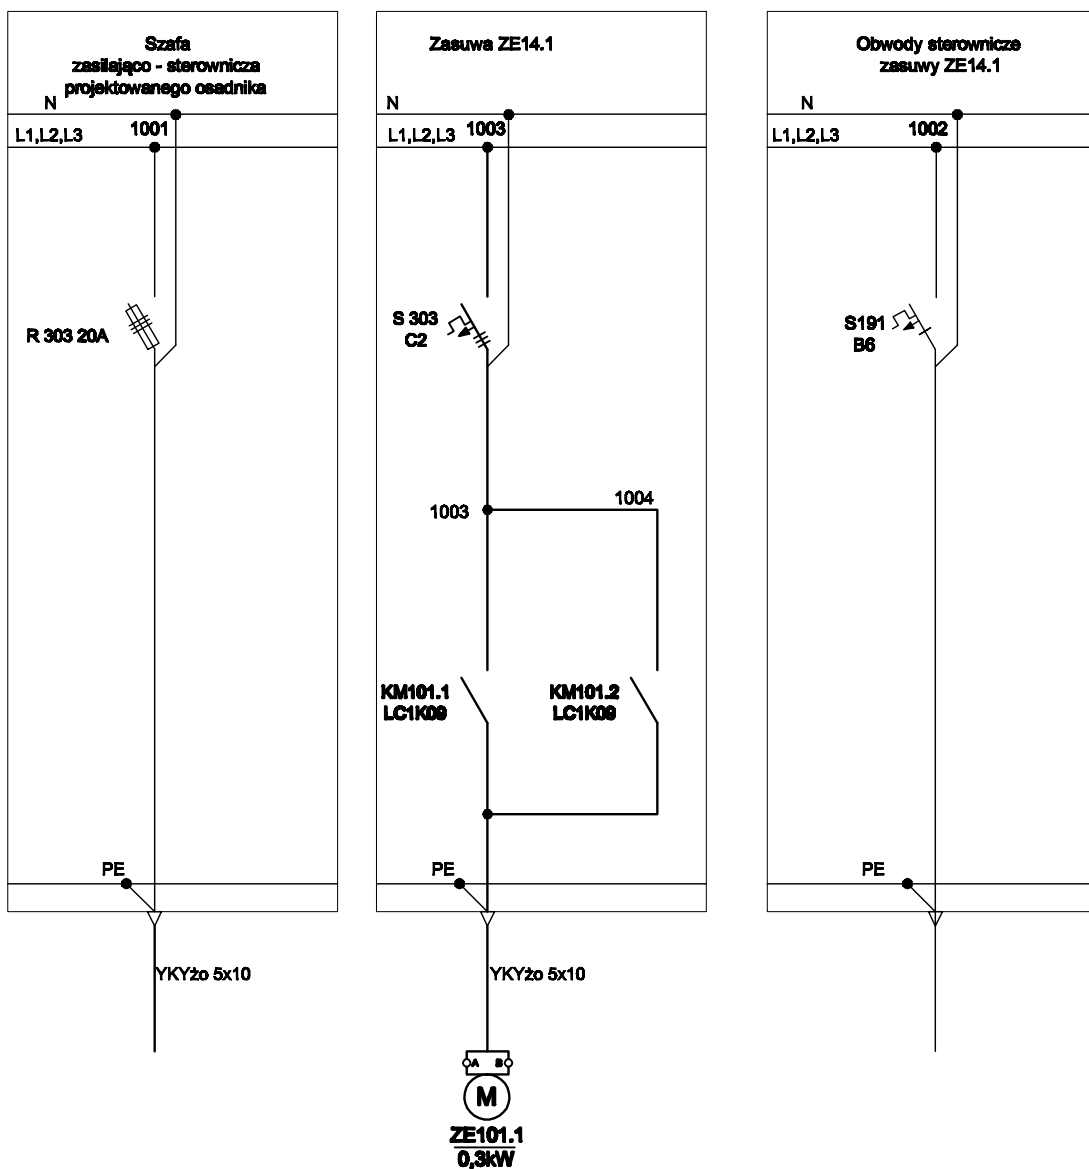 Szafa
zasilająco - sterownicza
projektowanego osadnika
N
L1,L2,L3
1001
R 303 20A
PE
YKYżo 5x10
Zasuwa ZE14.1
N
L1,L2,L3
1003
S 303
C2
1003
1004
KM101.1
LC1K09
KM101.2
LC1K09
PE
YKYżo 5x10
A B
M
ZE101.1
0,3kW
Obwody sterownicze
zasuwy ZE14.1
N
L1,L2,L3
1002
S191
B6
PE